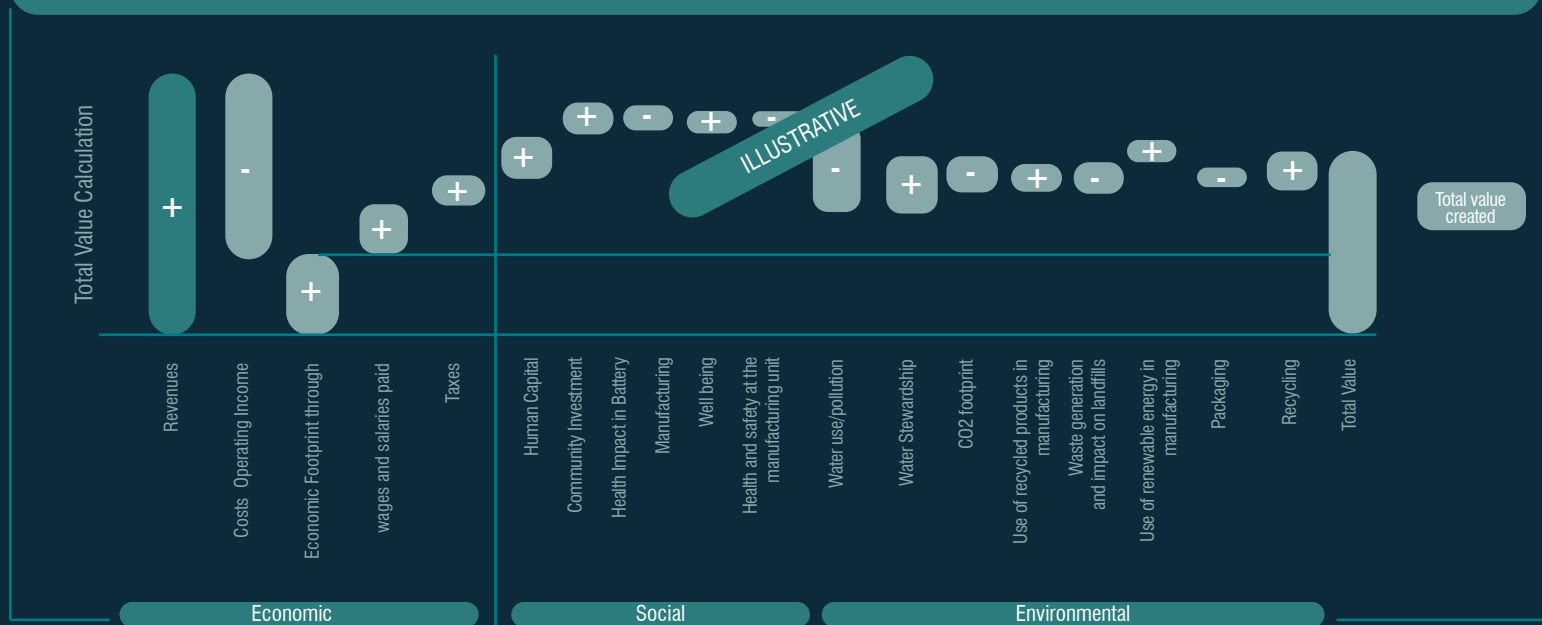 Total Value Calculation
+
-
+
+
+
+
+
-
+
-
ILLUSTRATIVE
-
+
-
+
-
+
-
+
Total value
created
Revenues
Costs Operating Income
Economic Footprint through
wages and salaries paid
Taxes
Human Capital
Community Investment
Health Impact in Battery
Manufacturing
Well being
Health and safety at the
manufacturing unit
Water use/pollution
Water Stewardship
CO2 footprint
Use of recycled products in
manufacturing
Waste generation
and impact on landfills
Use of renewable energy in
manufacturing
Packaging
Recycling
Total Value
Economic
Social
Environmental